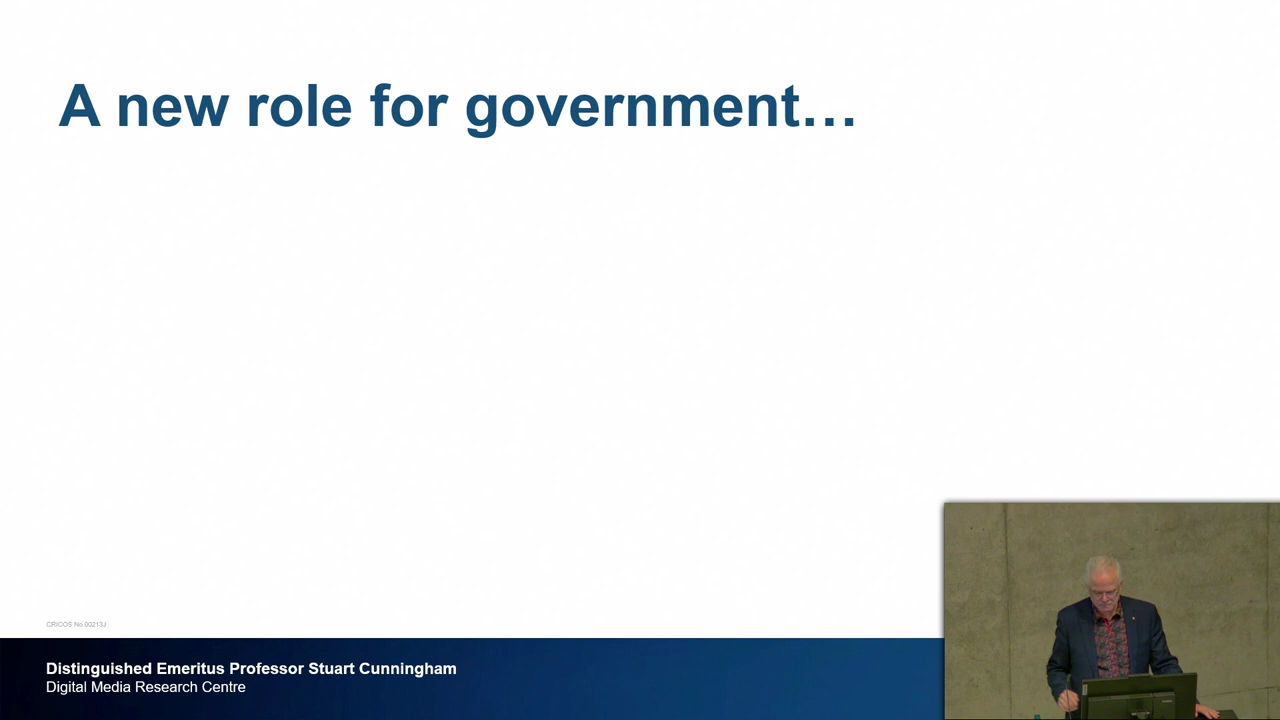 A new role for government…
CRICOS No.00213J
Distinguished Emeritus Professor Stuart Cunningham
Digital Media Research Centre